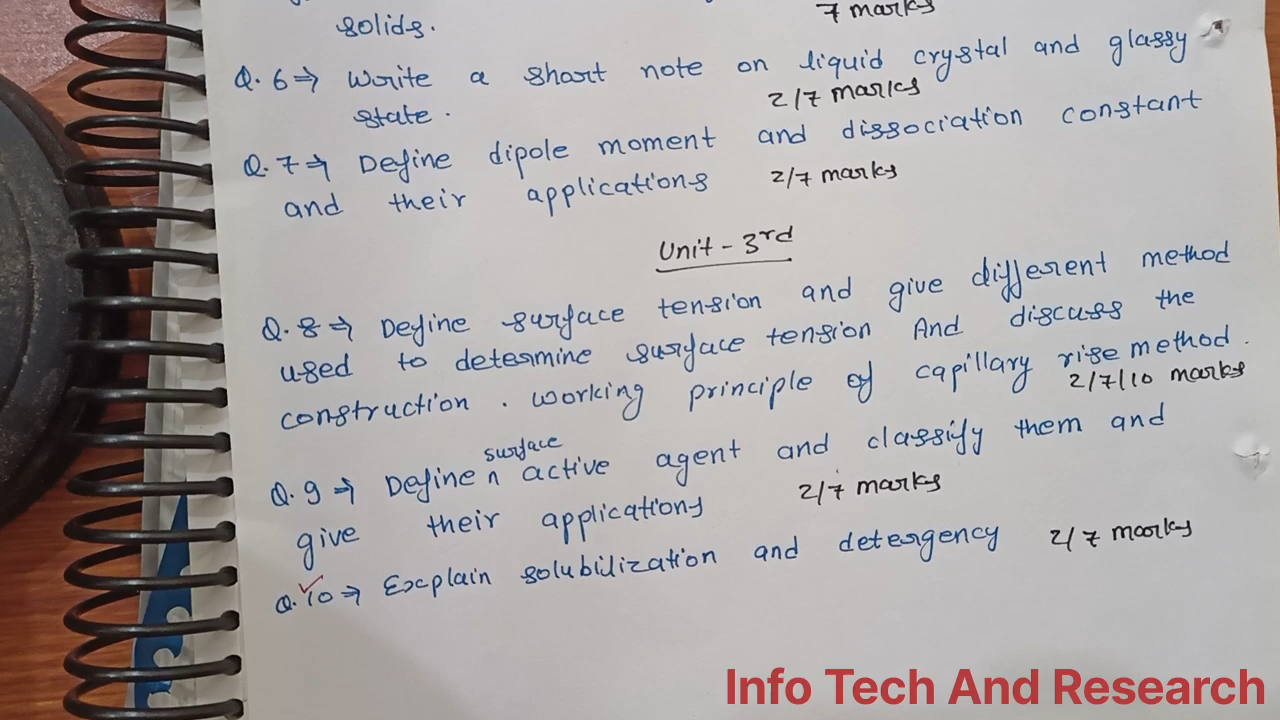 solids.
7 marks
Q. 6 ⇒ Write a short note on liquid crystal and glassy
state.
2/7 marks
Q. 7 ⇒ Define dipole moment and dissociation constant
and their applications
2/7 marks
Unit - 3rd
Q. 8 ⇒ Define surface tension and give different method
used to determine surface tension And discuss the
construction . working principle of capillary rise method.
2/7/10 marks
surface
Q. 9 ⇒ Define ^ active agent and classify them and
give their applications
2/7 marks
Q. 10 ⇒ Explain solubilization and detergency
2/7 marks
Info Tech And Research